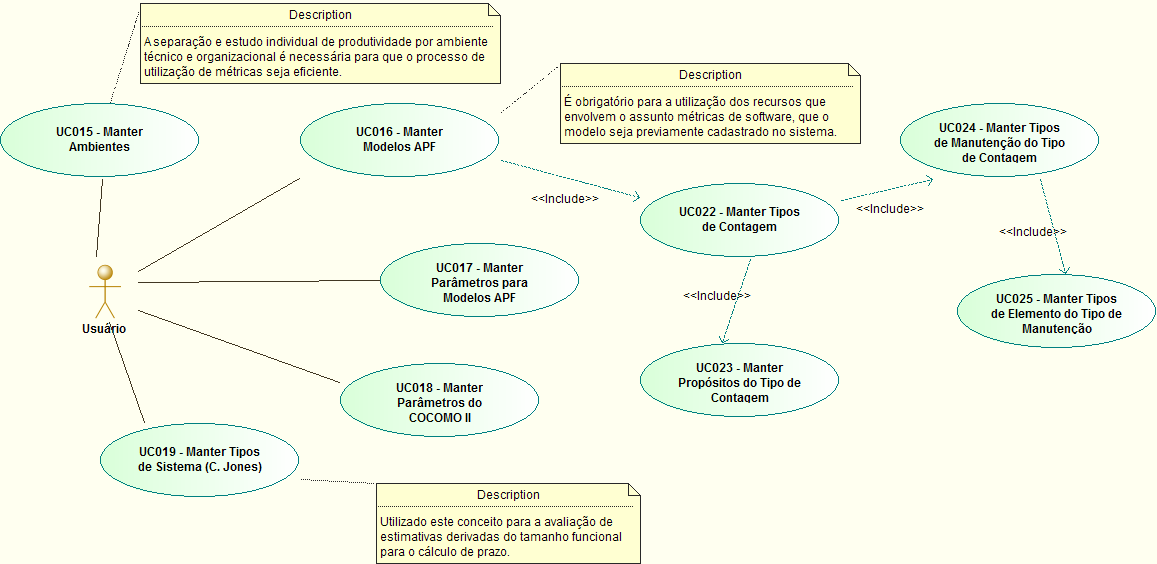 Description
A separação e estudo individual de produtividade por ambiente
técnico e organizacional é necessária para que o processo de
utilização de métricas seja eficiente.
Description
É obrigatório para a utilização dos recursos que
envolvem o assunto métricas de software, que o
modelo seja previamente cadastrado no sistema.
UC015 - Manter
Ambientes
UC016 - Manter
Modelos APF
UC024 - Manter Tipos
de Manutenção do Tipo
de Contagem
<<Include>>
UC022 - Manter Tipos
de Contagem
<<Include>>
<<Include>>
UC017 - Manter
Parâmetros para
Modelos APF
<<Include>>
UC025 - Manter Tipos
de Elemento do Tipo de
Manutenção
Usuário
UC023 - Manter
Propósitos do Tipo de
Contagem
UC018 - Manter
Parâmetros do
COCOMO II
UC019 - Manter Tipos
de Sistema (C. Jones)
Description
Utilizado este conceito para a avaliação de
estimativas derivadas do tamanho funcional
para o cálculo de prazo.